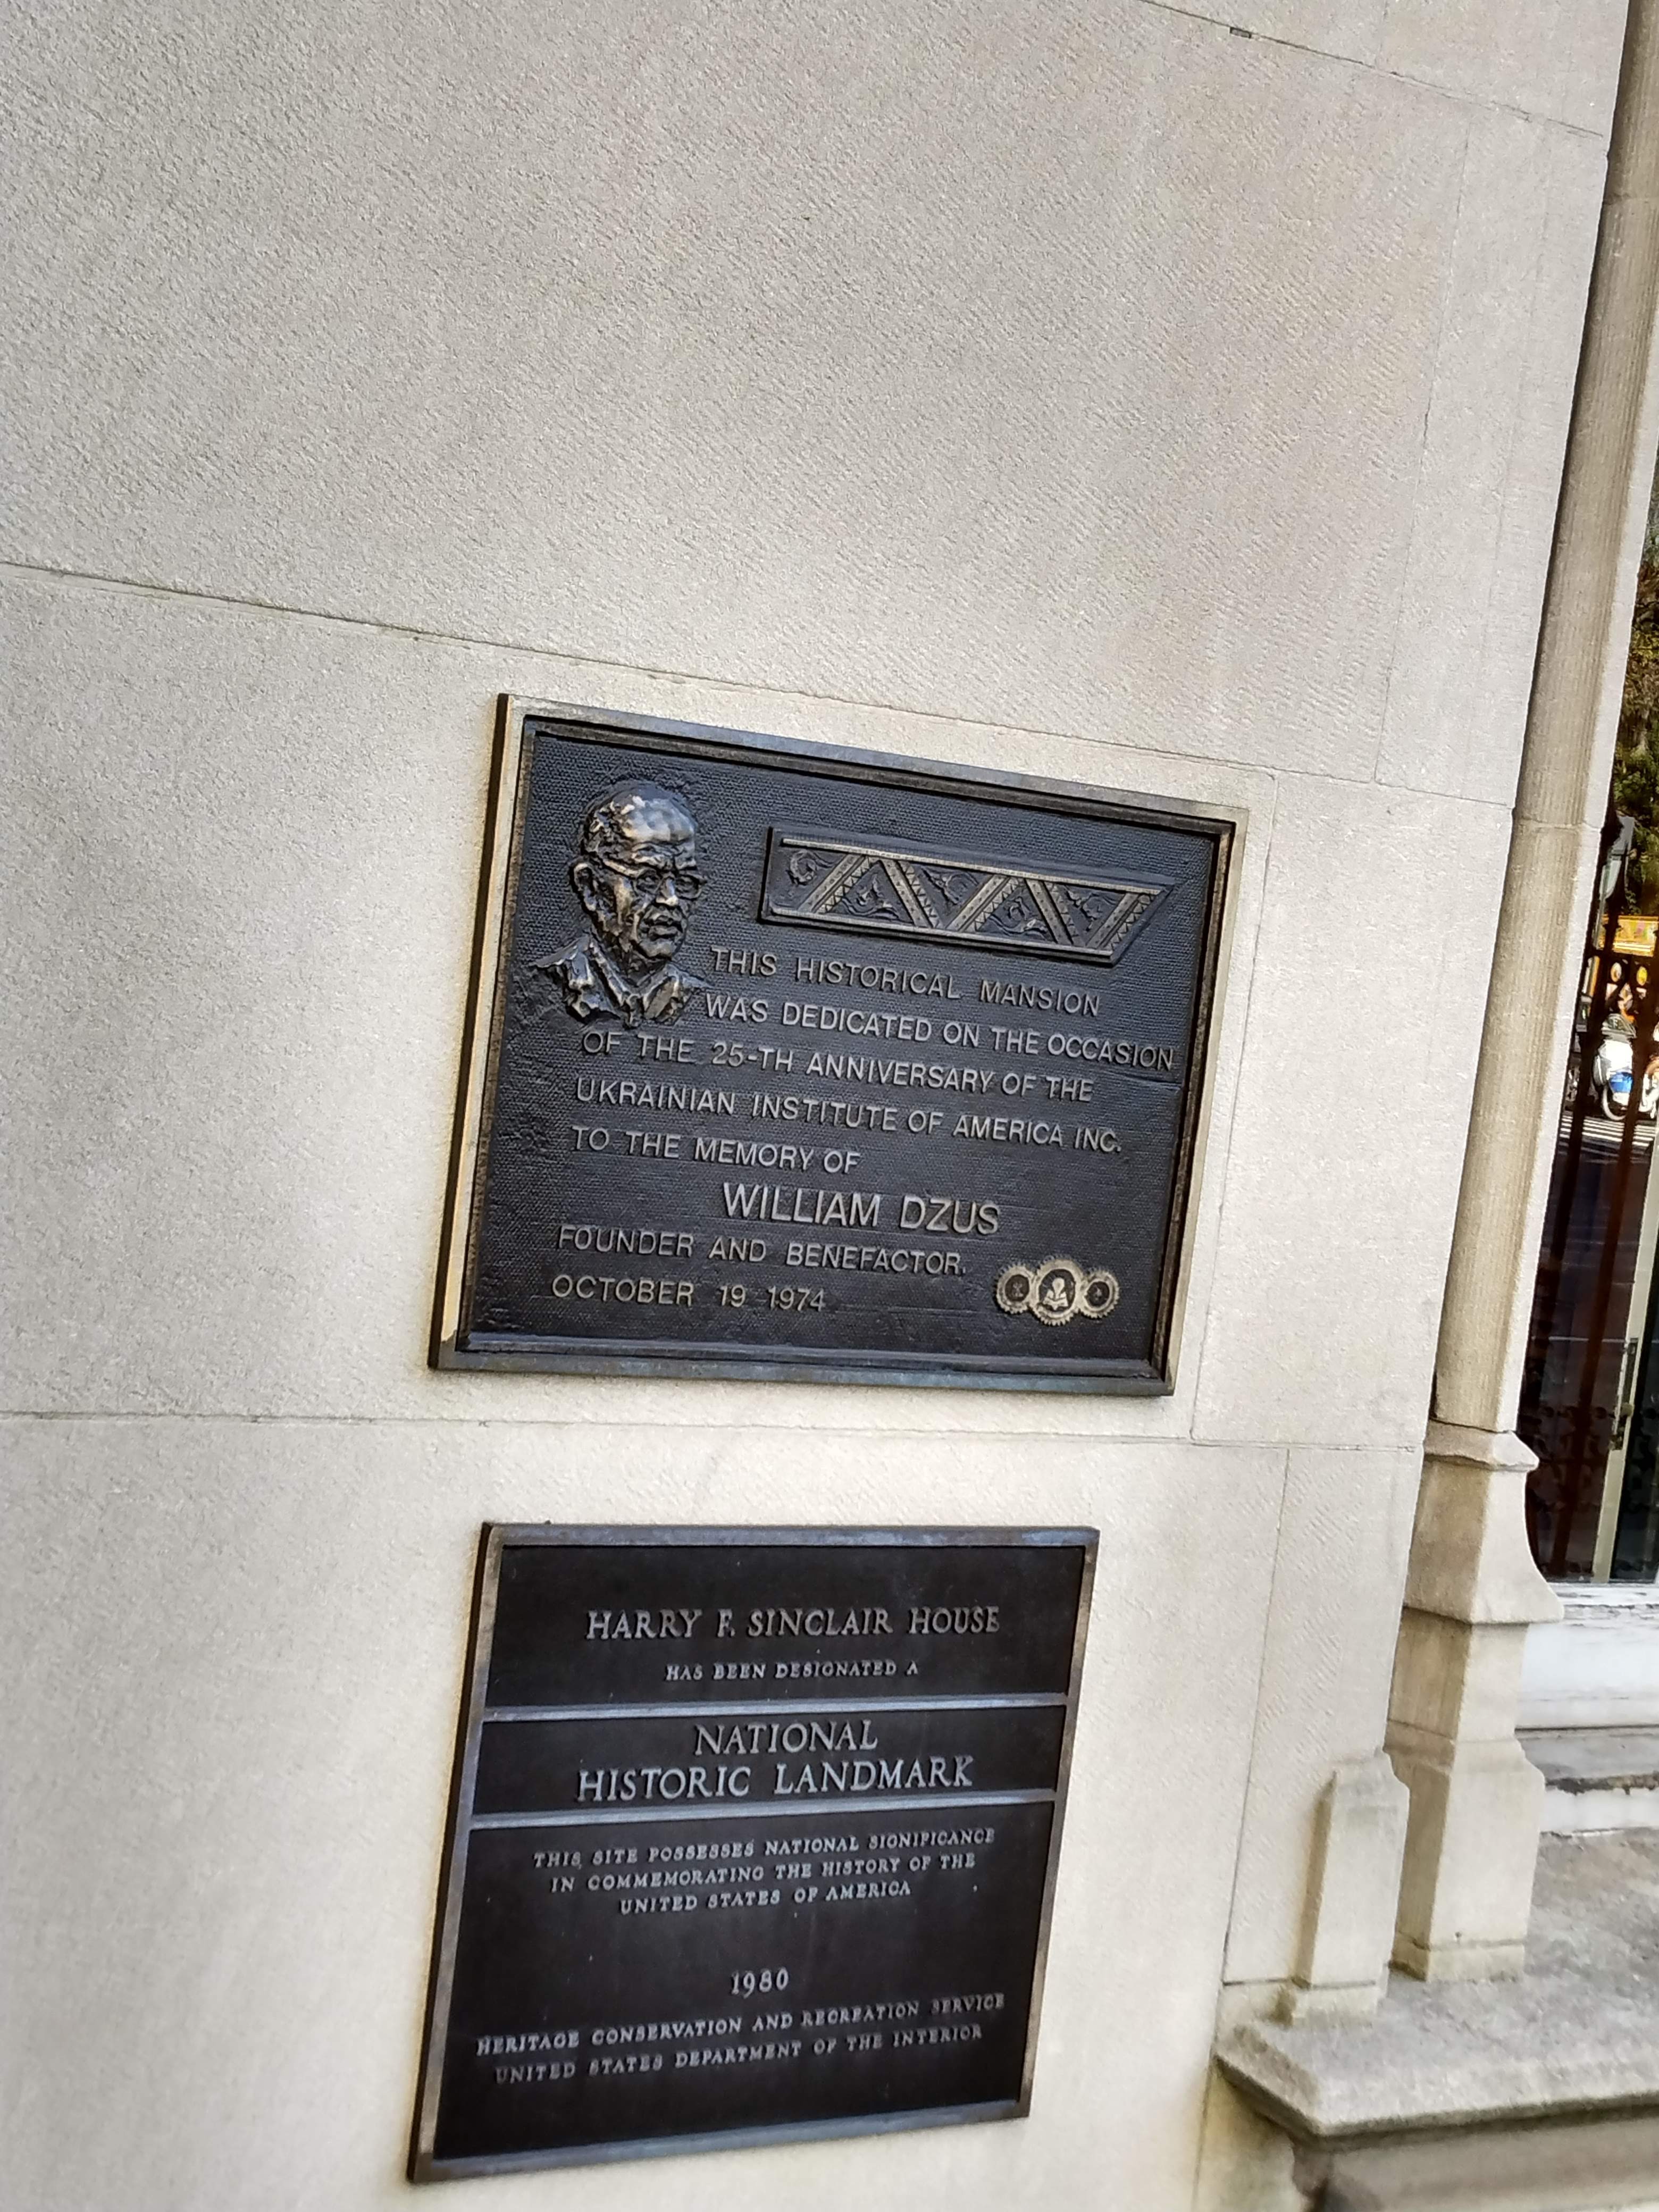 THIS HISTORICAL MANSION
WAS DEDICATED ON THE OCCASION
OF THE 25-TH ANNIVERSARY OF THE
UKRAINIAN INSTITUTE OF AMERICA INC.
TO THE MEMORY OF
WILLIAM DZUS
FOUNDER AND BENEFACTOR.
OCTOBER 19 1974
HARRY F. SINCLAIR HOUSE
HAS BEEN DESIGNATED A
NATIONAL
HISTORIC LANDMARK
THIS SITE POSSESSES NATIONAL SIGNIFICANCE
IN COMMEMORATING THE HISTORY OF THE
UNITED STATES OF AMERICA
1980
HERITAGE CONSERVATION AND RECREATION SERVICE
UNITED STATES DEPARTMENT OF THE INTERIOR